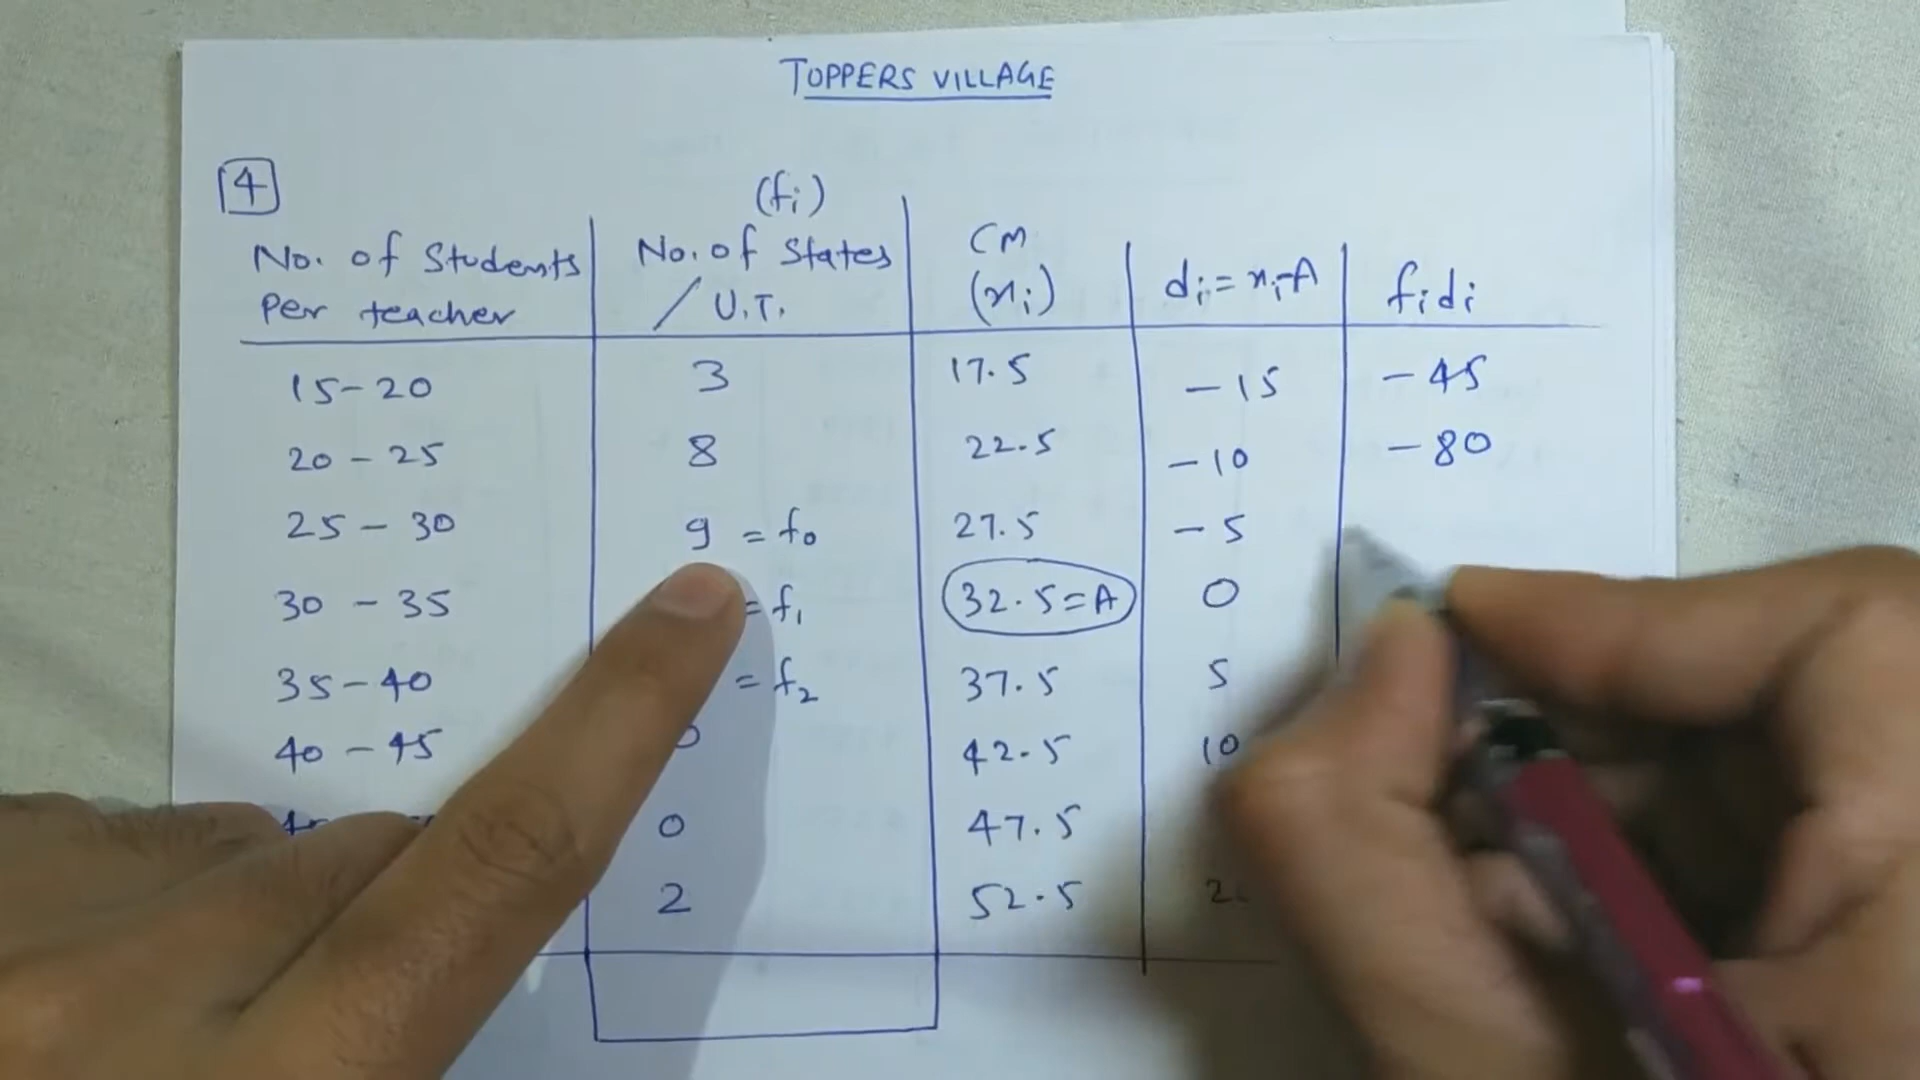 TOPPERS VILLAGE
4
(fi)
No. of Students per teacher | No. of States / U.T. | CM (xi) | di = xi-A | fidi
15-20 | 3 | 17.5 | -15 | -45
20-25 | 8 | 22.5 | -10 | -80
25-30 | 9 = f0 | 27.5 | -5
30-35 | = f1 | 32.5=A | 0
35-40 | = f2 | 37.5 | 5
40-45 | 42.5 | 10
0 | 47.5
2 | 52.5